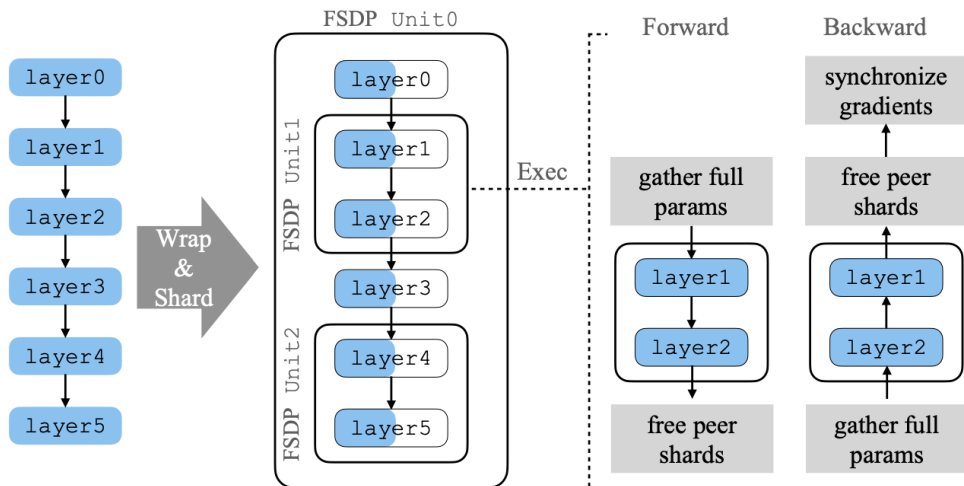 layer0
layer1
layer2
layer3
layer4
layer5
Wrap
&
Shard
FSDP Unit0
layer0
FSDP Unit1
layer1
layer2
layer3
FSDP Unit2
layer4
layer5
Exec
Forward
gather full
params
layer1
layer2
free peer
shards
Backward
synchronize
gradients
free peer
shards
layer1
layer2
gather full
params